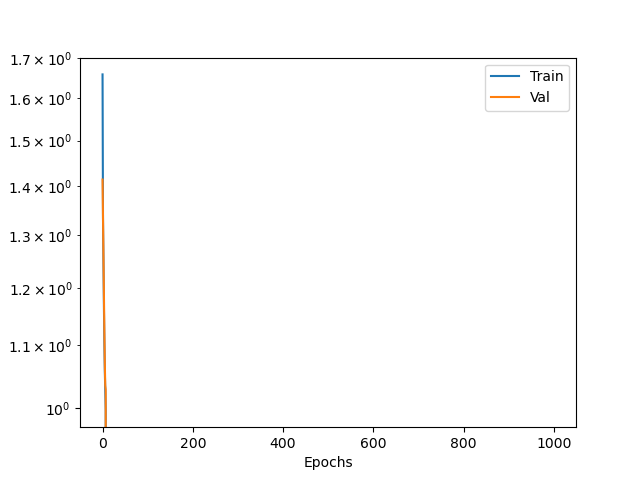 1.7 × 10⁰
1.6 × 10⁰
1.5 × 10⁰
1.4 × 10⁰
1.3 × 10⁰
1.2 × 10⁰
1.1 × 10⁰
10⁰
Train
Val
0 200 400 600 800 1000
Epochs